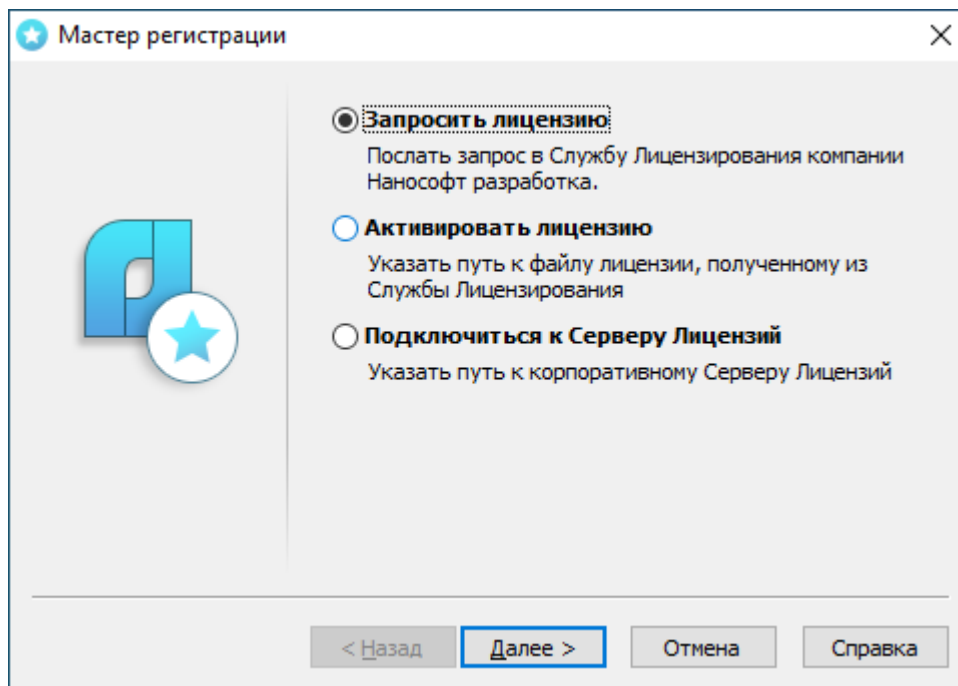 Мастер регистрации
Запросить лицензию
Послать запрос в Службу Лицензирования компании
Нанософт разработка.
Активировать лицензию
Указать путь к файлу лицензии, полученному из
Службы Лицензирования
Подключиться к Серверу Лицензий
Указать путь к корпоративному Серверу Лицензий
< Назад Далее > Отмена Справка